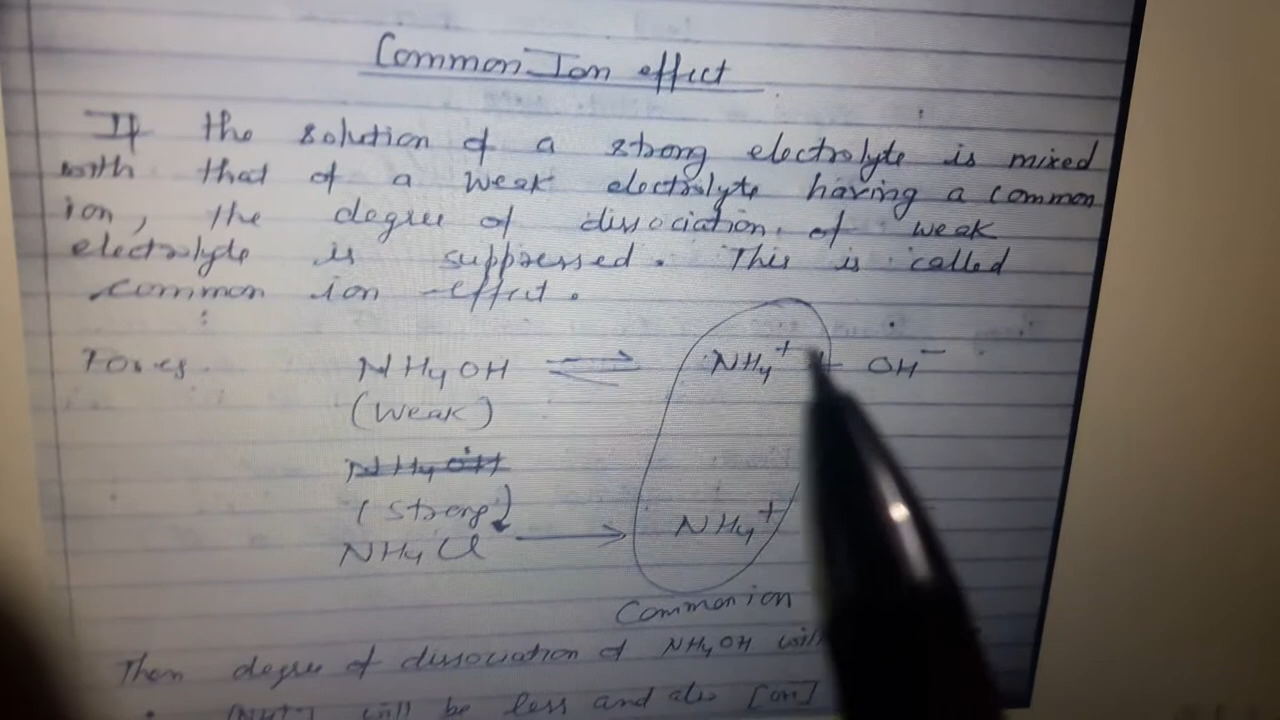 Common Ion effect
If the solution of a strong electrolyte is mixed
with that of a weak electrolyte having a common
ion, the degree of dissociation of weak
electrolyte is suppressed. This is called
common ion effect.
NH4OH ⇌ NH4+ + OH−
(Weak)
NH4OH
(Strong)
NH4Cl → NH4+
Common ion
Then degree of dissociation of NH4OH will
will be less and also [OH]